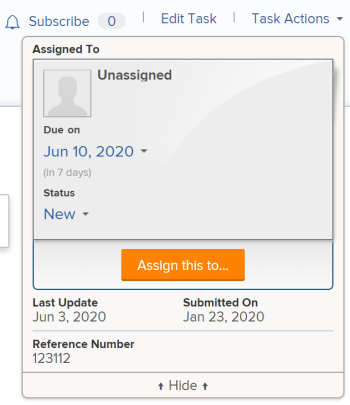 Subscribe 0 Edit Task Task Actions
Assigned To
Unassigned
Due on
Jun 10, 2020
(in 7 days)
Status
New
Assign this to...
Last Update Submitted On
Jun 3, 2020 Jan 23, 2020
Reference Number
123112
Hide